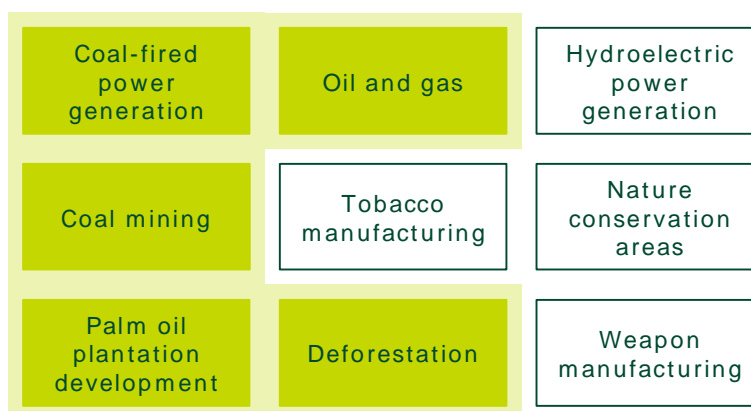 Coal-fired
power
generation
Oil and gas
Hydroelectric
power
generation
Coal mining
Tobacco
manufacturing
Nature
conservation
areas
Palm oil
plantation
development
Deforestation
Weapon
manufacturing